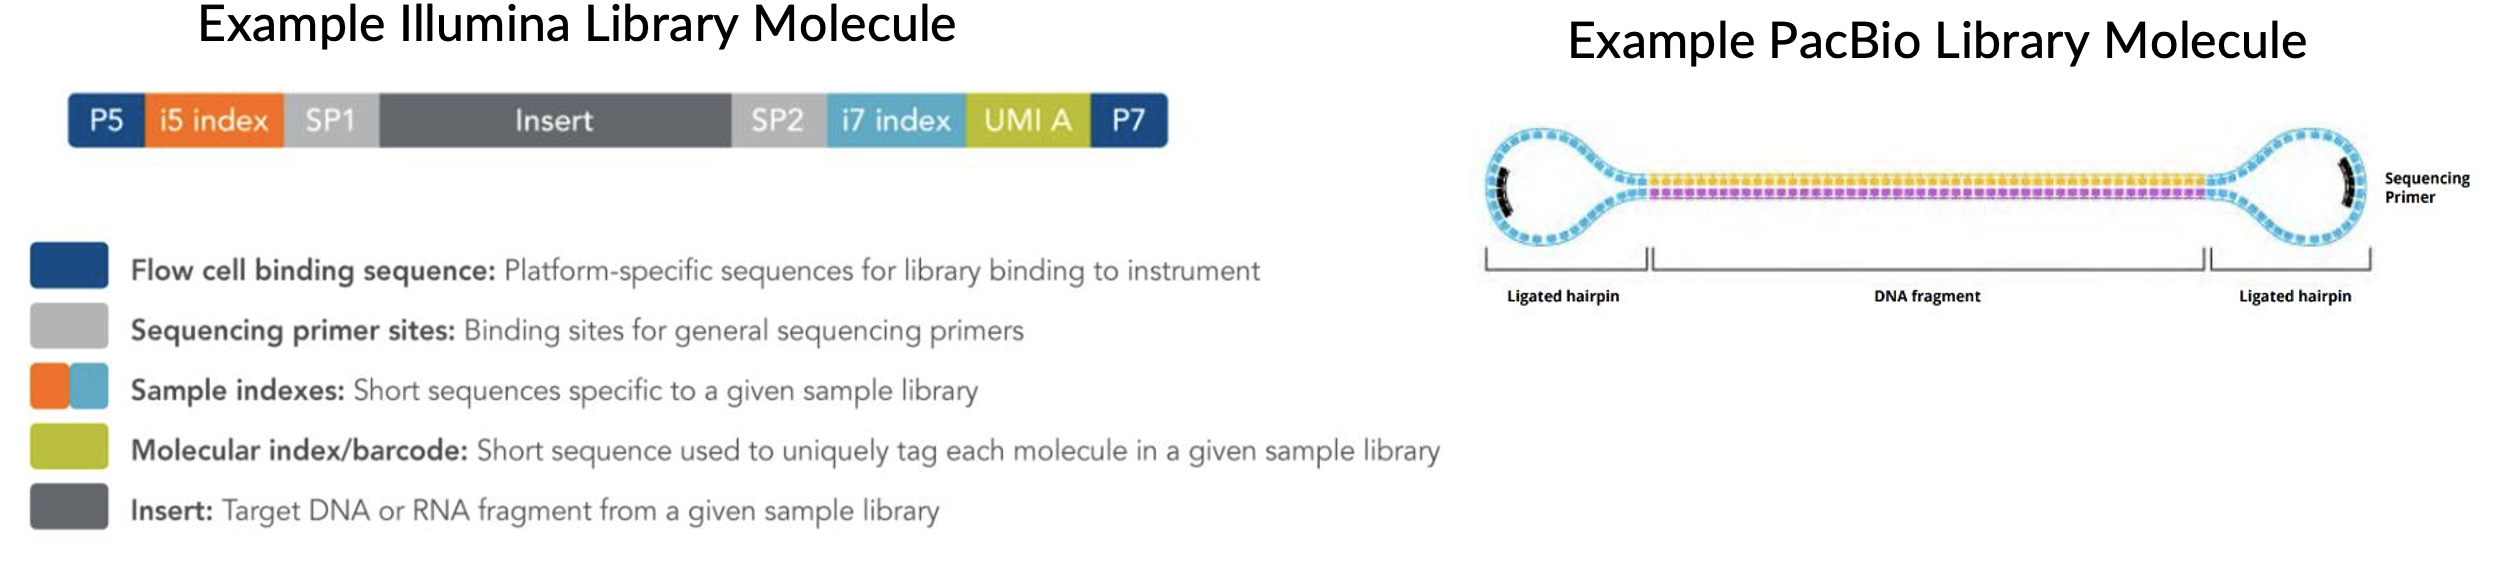 Example Illumina Library Molecule
P5 i5 index SP1 Insert SP2 i7 index UMI A P7
Flow cell binding sequence: Platform-specific sequences for library binding to instrument
Sequencing primer sites: Binding sites for general sequencing primers
Sample indexes: Short sequences specific to a given sample library
Molecular index/barcode: Short sequence used to uniquely tag each molecule in a given sample library
Insert: Target DNA or RNA fragment from a given sample library
Example PacBio Library Molecule
Sequencing
Primer
Ligated hairpin DNA fragment Ligated hairpin